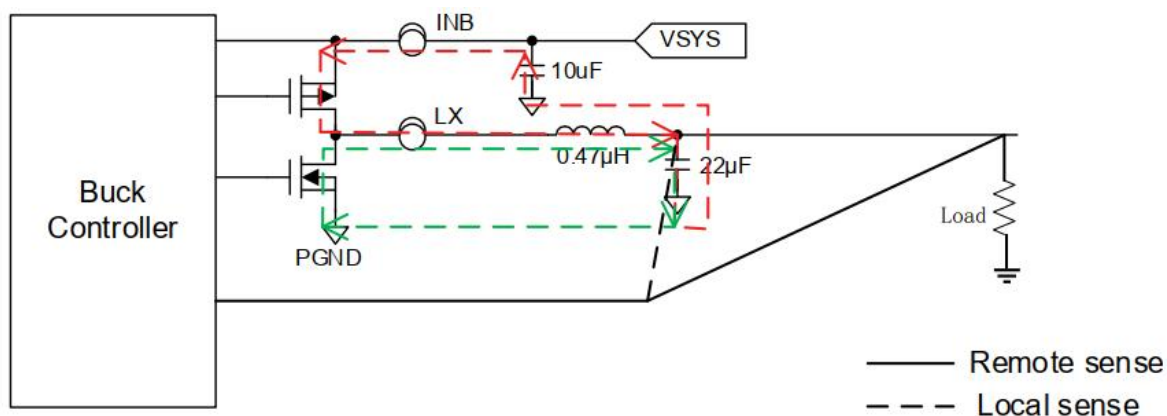 INB
VSYS
10uF
LX
0.47μH
22μF
Buck
Controller
Load
PGND
Remote sense
Local sense